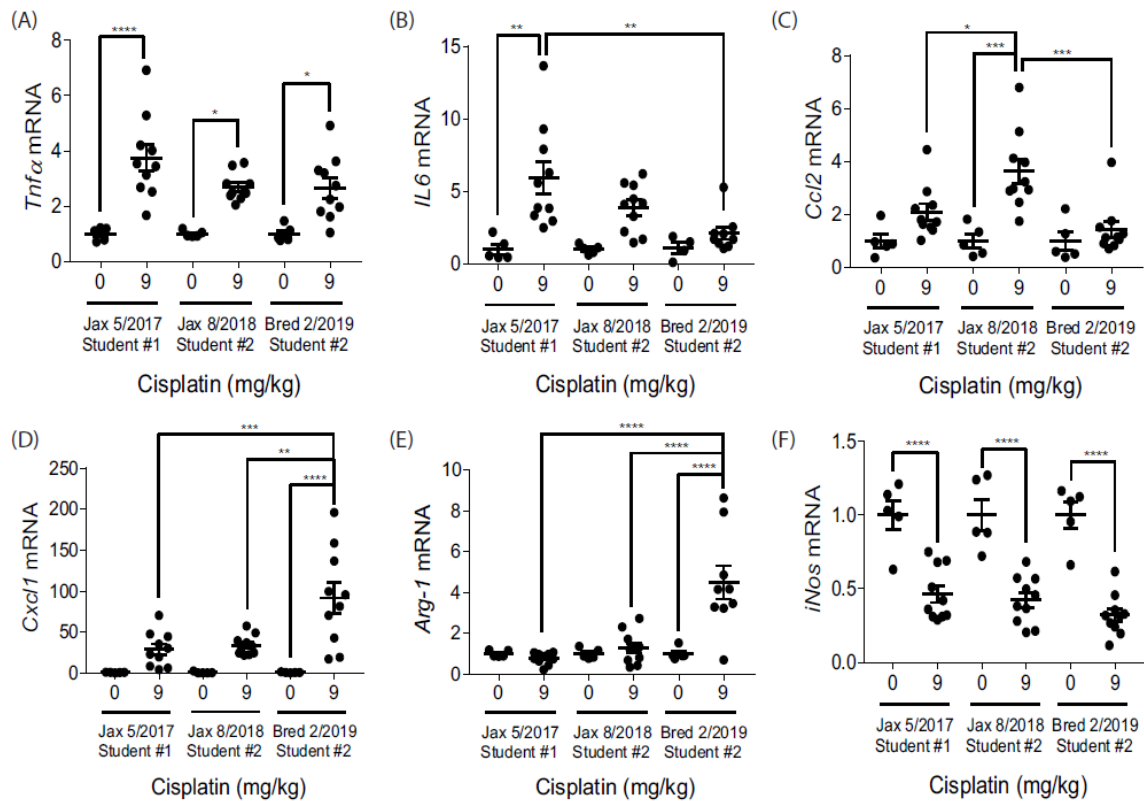 (A)
Tnfα mRNA
8
6
4
2
0
****
*
*
0 9 0 9 0 9
Jax 5/2017 Jax 8/2018 Bred 2/2019
Student #1 Student #2 Student #2
Cisplatin (mg/kg)
(B)
IL6 mRNA
15
10
5
0
**
**
0 9 0 9 0 9
Jax 5/2017 Jax 8/2018 Bred 2/2019
Student #1 Student #2 Student #2
Cisplatin (mg/kg)
(C)
Ccl2 mRNA
8
6
4
2
0
*
***
***
0 9 0 9 0 9
Jax 5/2017 Jax 8/2018 Bred 2/2019
Student #1 Student #2 Student #2
Cisplatin (mg/kg)
(D)
Cxcl1 mRNA
250
200
150
100
50
0
***
**
****
0 9 0 9 0 9
Jax 5/2017 Jax 8/2018 Bred 2/2019
Student #1 Student #2 Student #2
Cisplatin (mg/kg)
(E)
Arg-1 mRNA
10
8
6
4
2
0
****
****
****
0 9 0 9 0 9
Jax 5/2017 Jax 8/2018 Bred 2/2019
Student #1 Student #2 Student #2
Cisplatin (mg/kg)
(F)
iNos mRNA
1.5
1.0
0.5
0.0
****
****
****
0 9 0 9 0 9
Jax 5/2017 Jax 8/2018 Bred 2/2019
Student #1 Student #2 Student #2
Cisplatin (mg/kg)